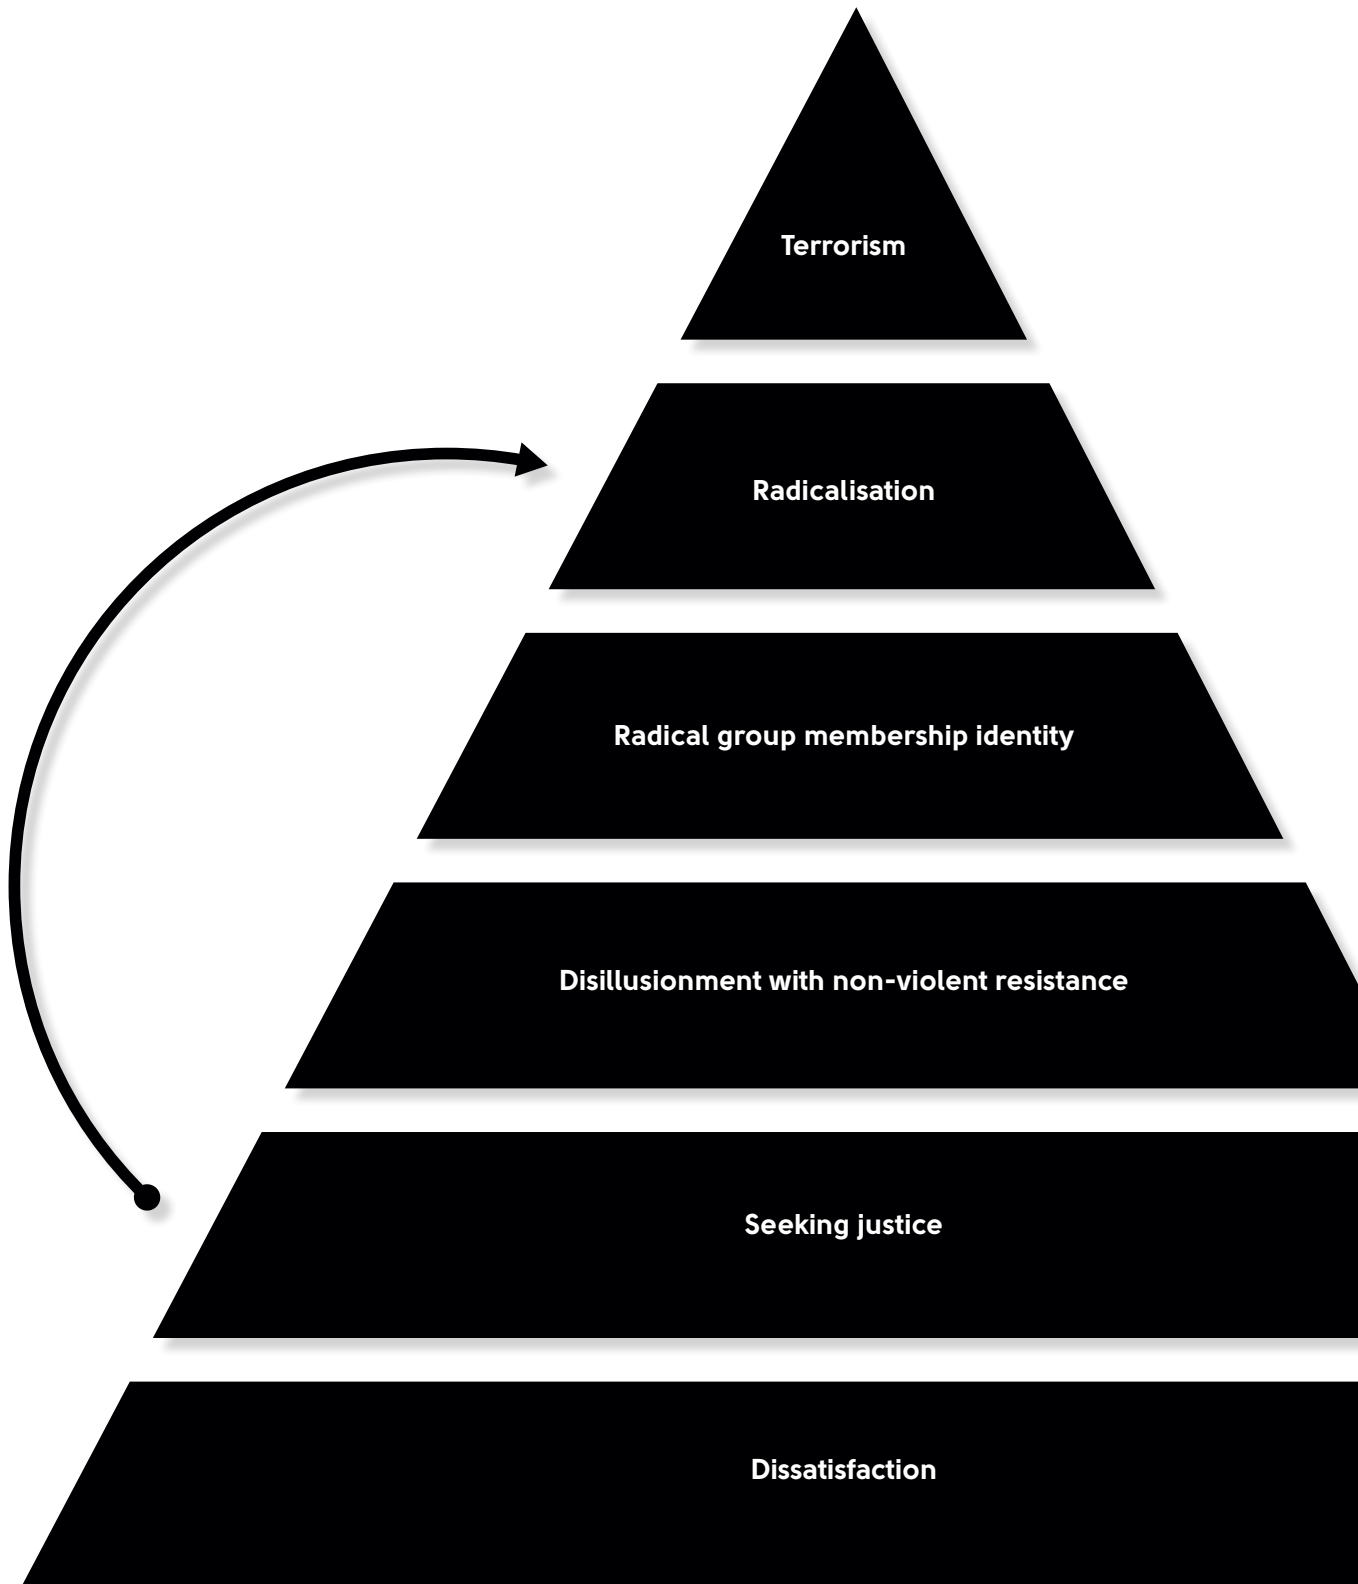 Terrorism
Radicalisation
Radical group membership identity
Disillusionment with non-violent resistance
Seeking justice
Dissatisfaction